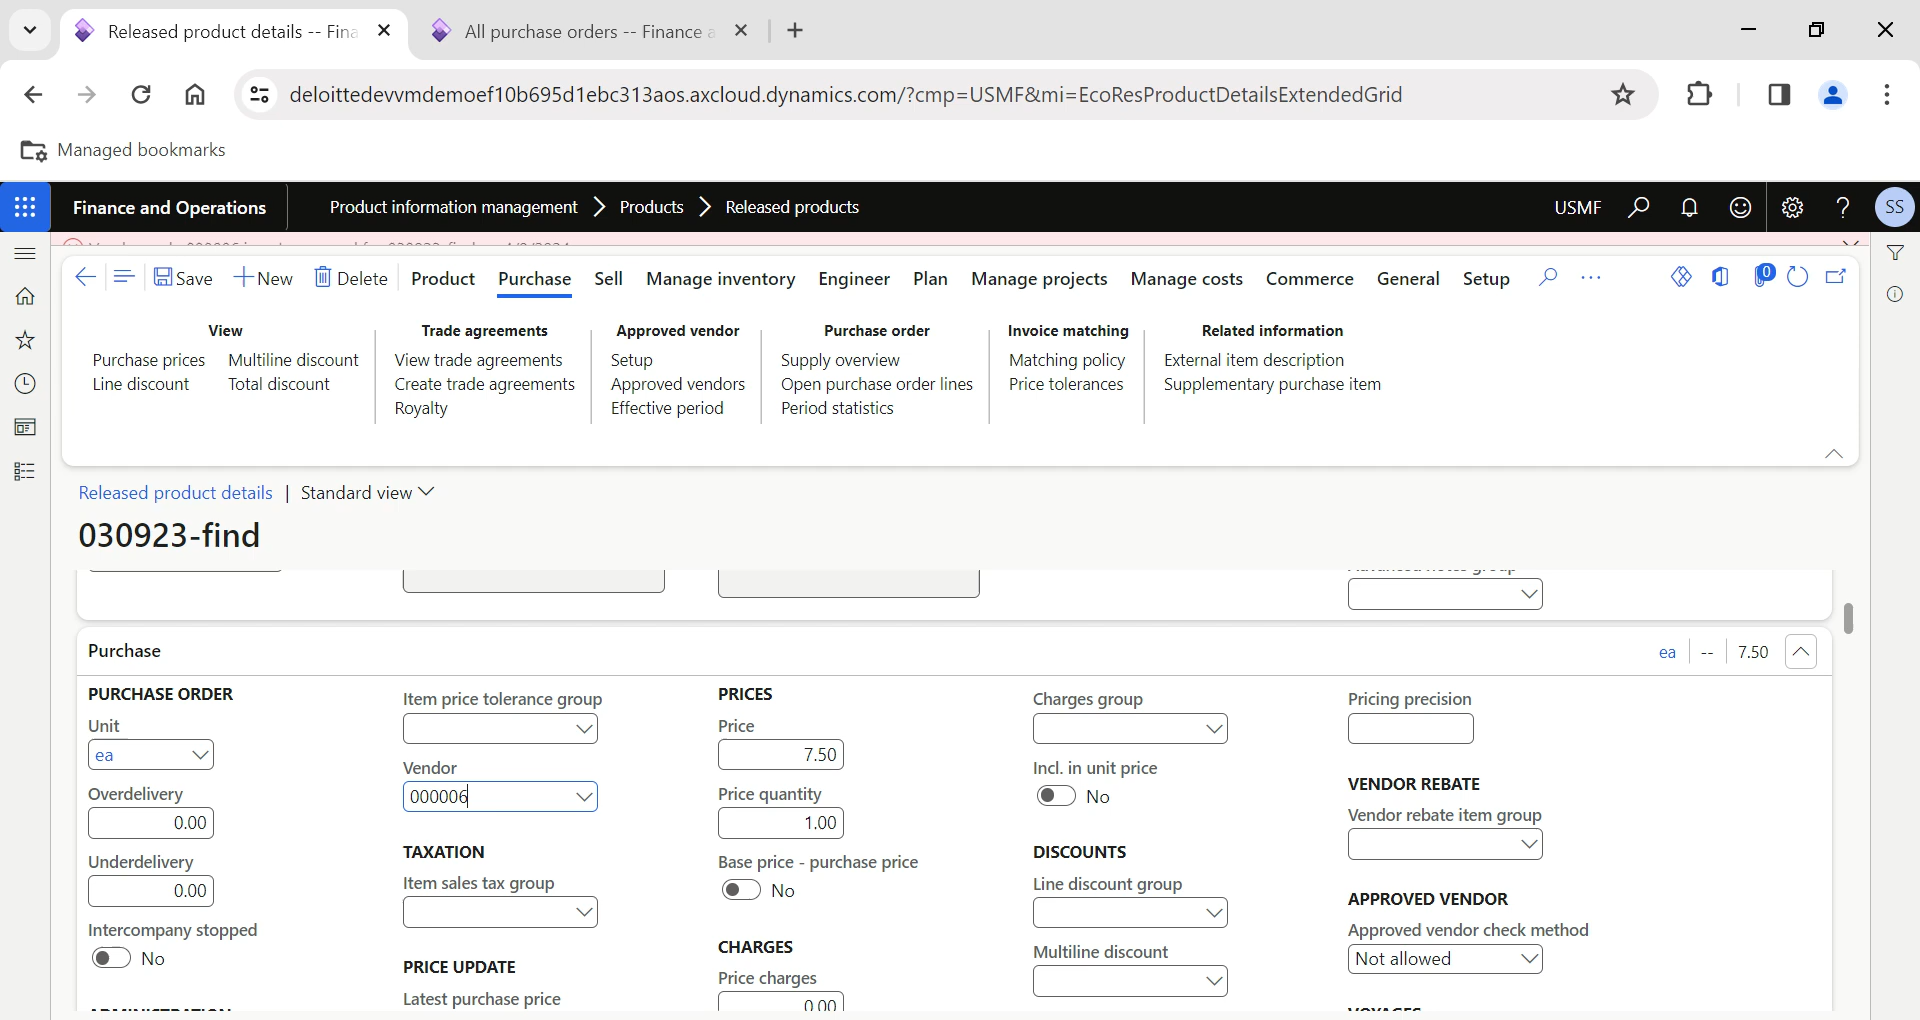 Released product details -- Fina
All purchase orders -- Finance a
deloittedevvmdemoef10b695d1ebc313aos.axcloud.dynamics.com/?cmp=USMF&mi=EcoResProductDetailsExtendedGrid
Managed bookmarks
Finance and Operations
Product information management
Products
Released products
USMF
SS
Save
New
Delete
Product
Purchase
Sell
Manage inventory
Engineer
Plan
Manage projects
Manage costs
Commerce
General
Setup
0
View
Trade agreements
Approved vendor
Purchase order
Invoice matching
Related information
Purchase prices
Multiline discount
View trade agreements
Setup
Supply overview
Matching policy
External item description
Line discount
Total discount
Create trade agreements
Approved vendors
Open purchase order lines
Price tolerances
Supplementary purchase item
Royalty
Effective period
Period statistics
Released product details | Standard view
030923-find
Purchase
ea
--
7.50
PURCHASE ORDER
Unit
ea
Overdelivery
0.00
Underdelivery
0.00
Intercompany stopped
No
Item price tolerance group
Vendor
000006
TAXATION
Item sales tax group
PRICE UPDATE
Latest purchase price
PRICES
Price
7.50
Price quantity
1.00
Base price - purchase price
No
CHARGES
Price charges
0.00
Charges group
Incl. in unit price
No
DISCOUNTS
Line discount group
Multiline discount
Pricing precision
VENDOR REBATE
Vendor rebate item group
APPROVED VENDOR
Approved vendor check method
Not allowed